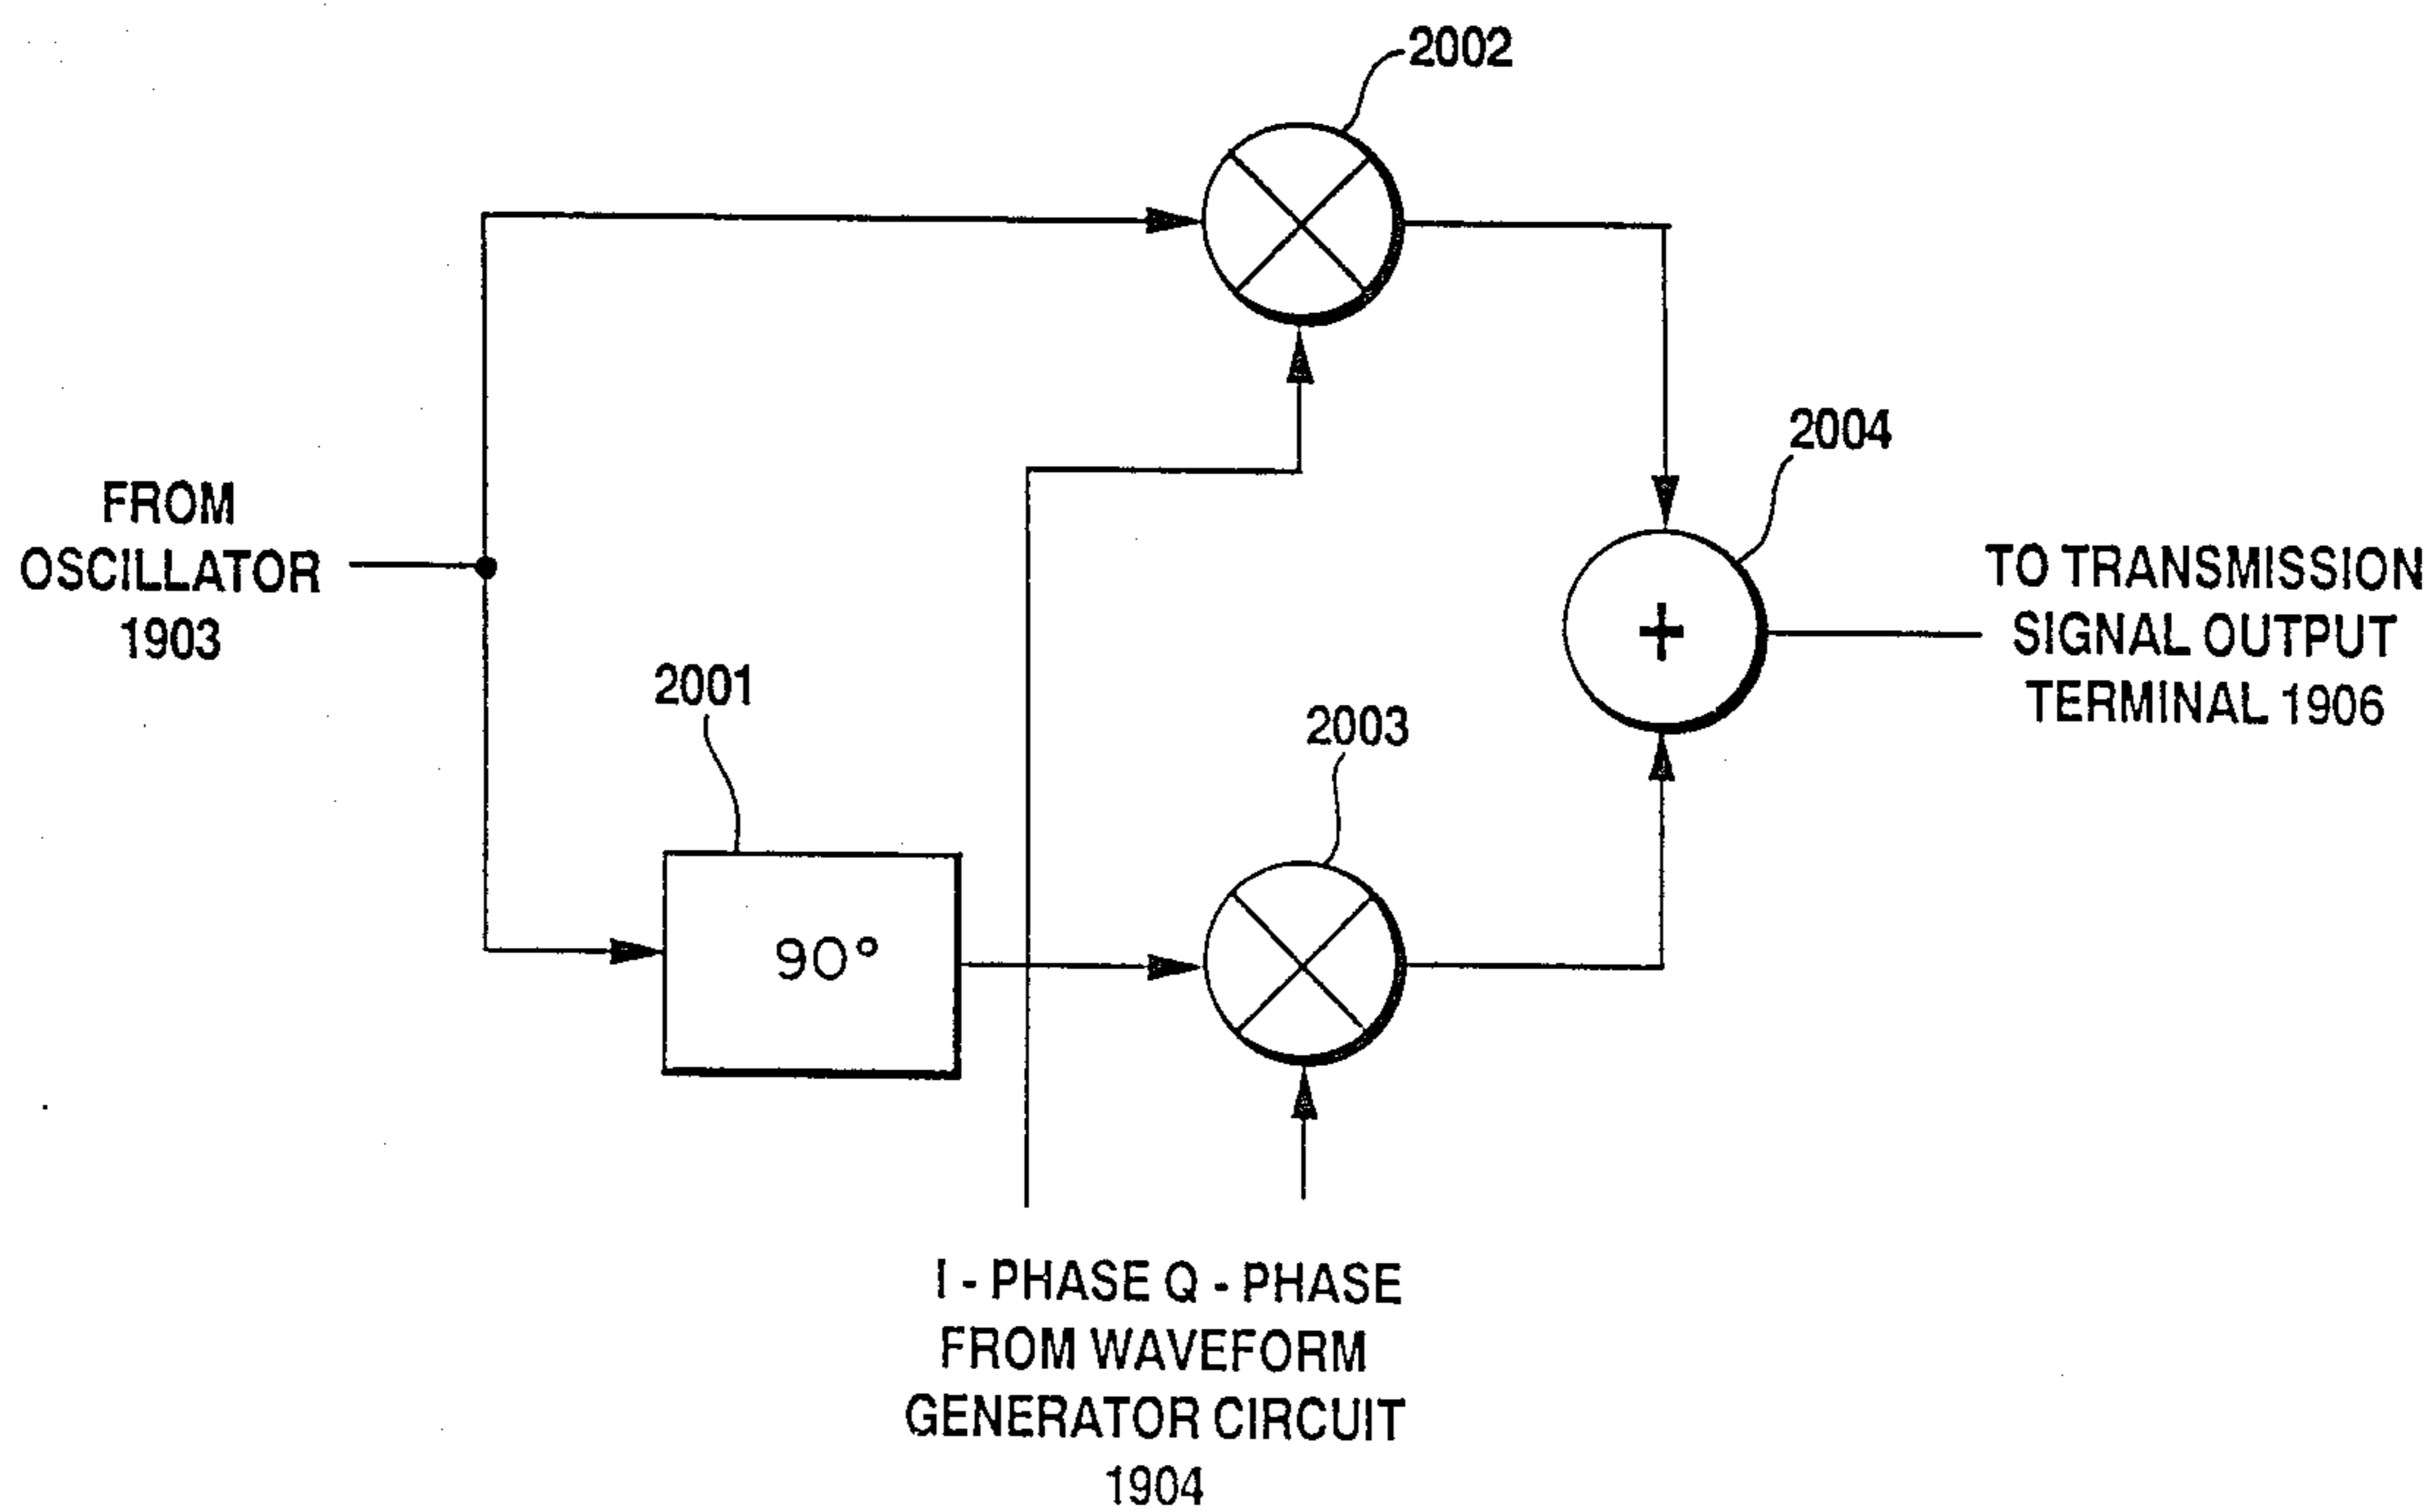 2002
2004
FROM
OSCILLATOR
1903
TO TRANSMISSION
SIGNAL OUTPUT
TERMINAL 1906
2001
2003
90°
+
I - PHASE Q - PHASE
FROM WAVEFORM
GENERATOR CIRCUIT
1904